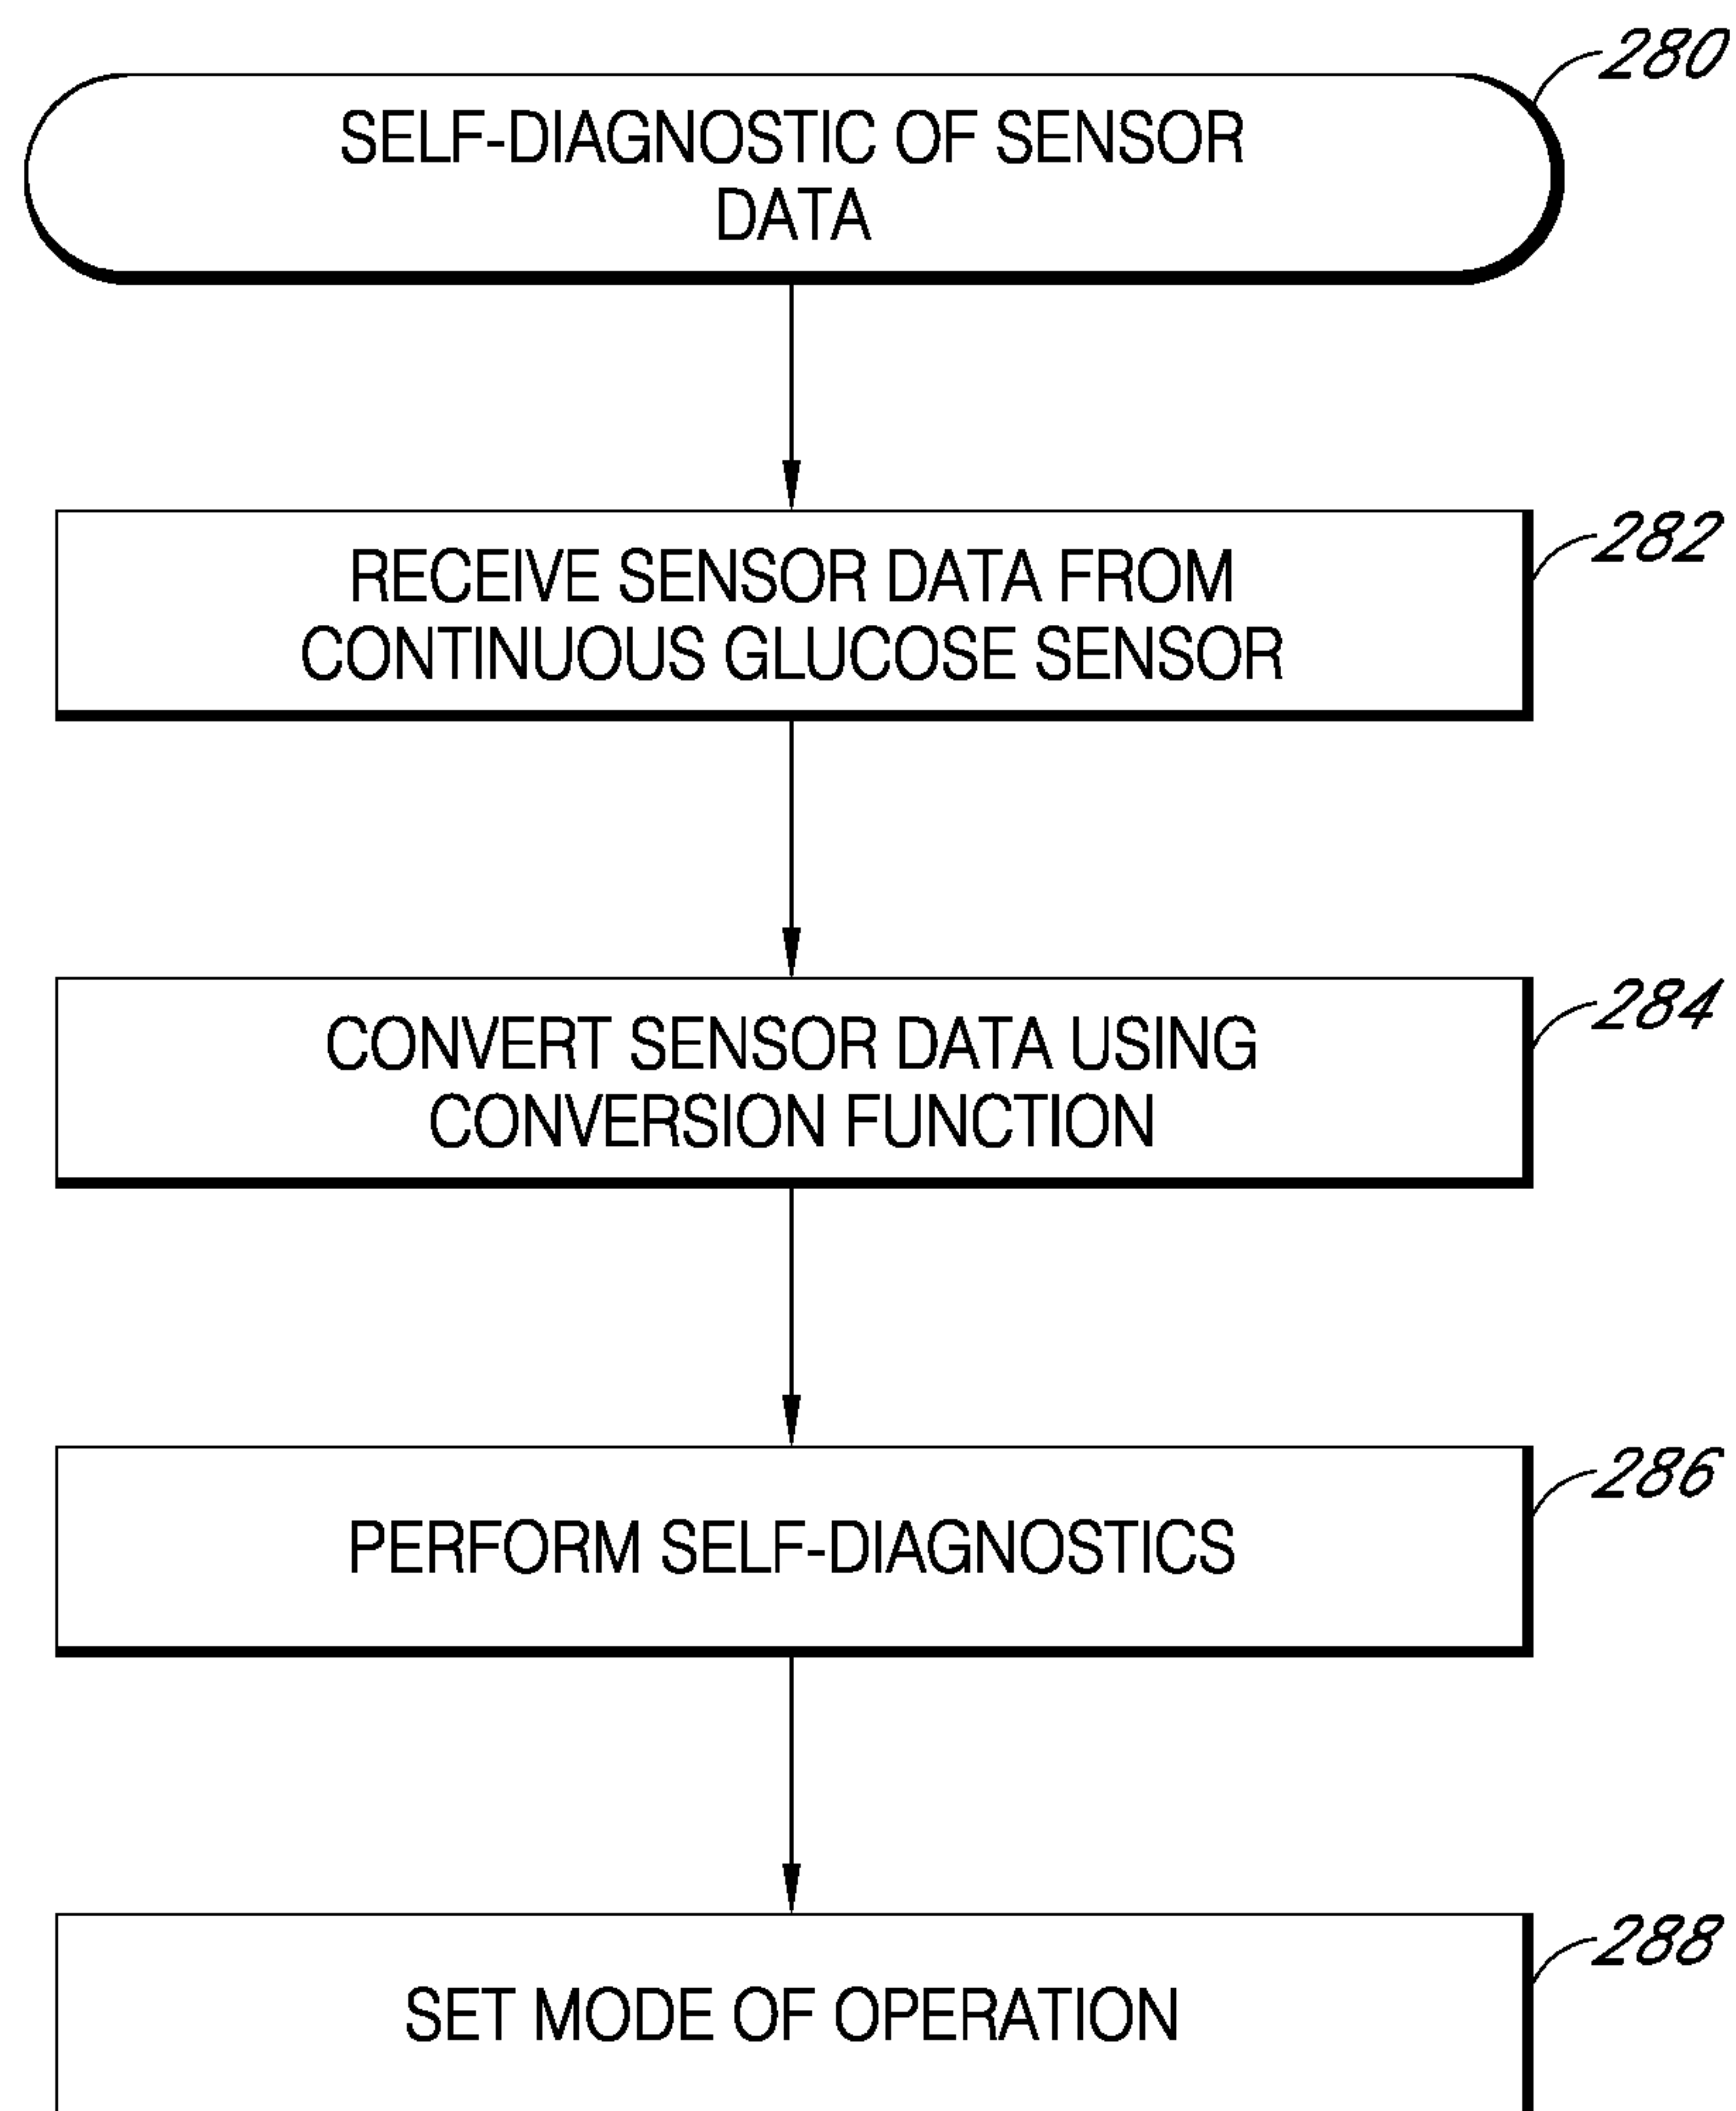 280
SELF-DIAGNOSTIC OF SENSOR
DATA
282
RECEIVE SENSOR DATA FROM
CONTINUOUS GLUCOSE SENSOR
284
CONVERT SENSOR DATA USING
CONVERSION FUNCTION
286
PERFORM SELF-DIAGNOSTICS
288
SET MODE OF OPERATION